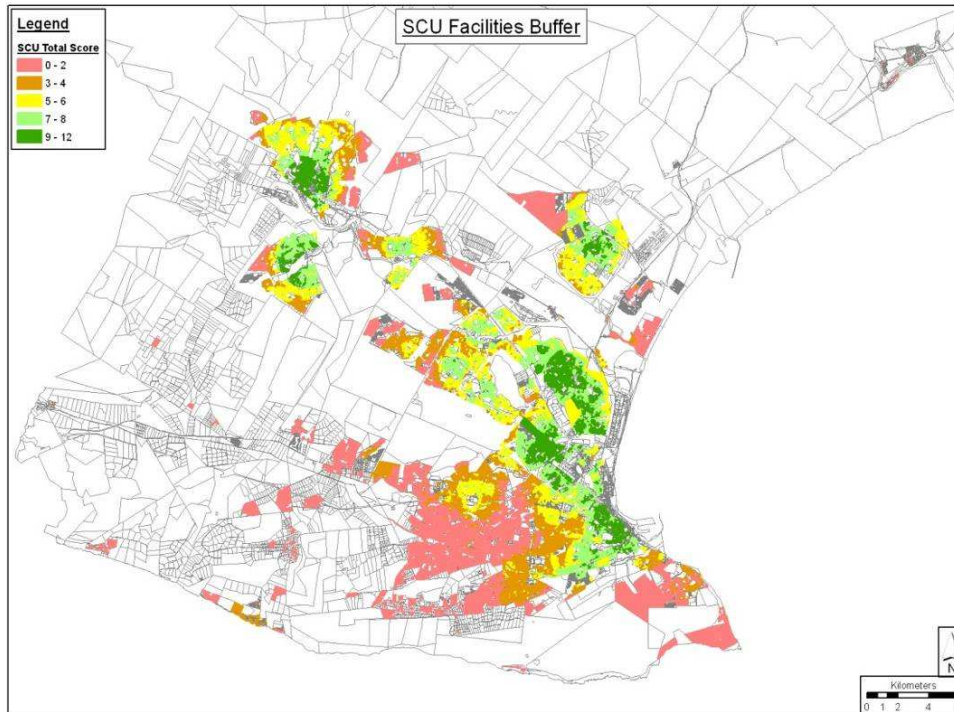 SCU Facilities Buffer
Legend
SCU Total Score
0 - 2
3 - 4
5 - 6
7 - 8
9 - 12
N
Kilometers
0 1 2 4